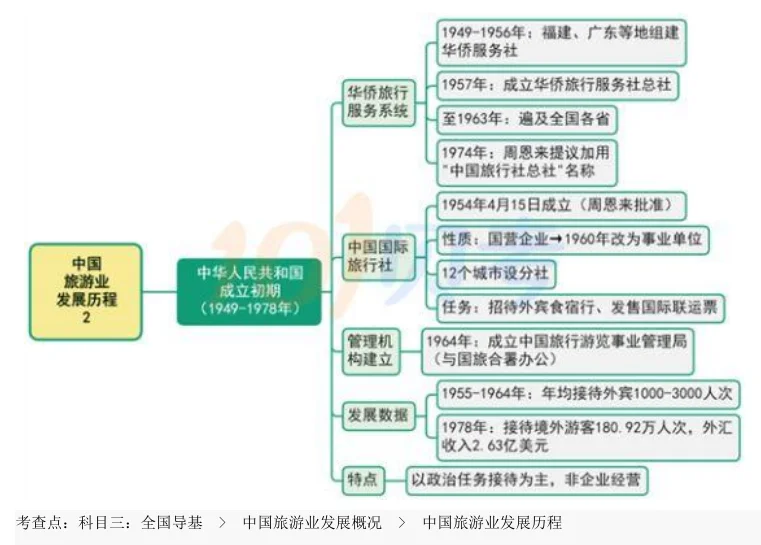 中国
旅游业
发展历程
2
中华人民共和国
成立初期
（1949-1978年）
华侨旅行
服务系统
1949-1956年：福建、广东等地组建
华侨服务社
1957年：成立华侨旅行服务社总社
至1963年：遍及全国各省
1974年：周恩来提议加用
"中国旅行社总社"名称
中国国际
旅行社
1954年4月15日成立（周恩来批准）
性质：国营企业→1960年改为事业单位
12个城市设分社
任务：招待外宾食宿行、发售国际联运票
管理机
构建立
1964年：成立中国旅行游览事业管理局
（与国旅合署办公）
发展数据
1955-1964年：年均接待外宾1000-3000人次
1978年：接待境外游客180.92万人次，外汇
收入2.63亿美元
特点
以政治任务接待为主，非企业经营
考查点：科目三：全国导基 > 中国旅游业发展概况 > 中国旅游业发展历程